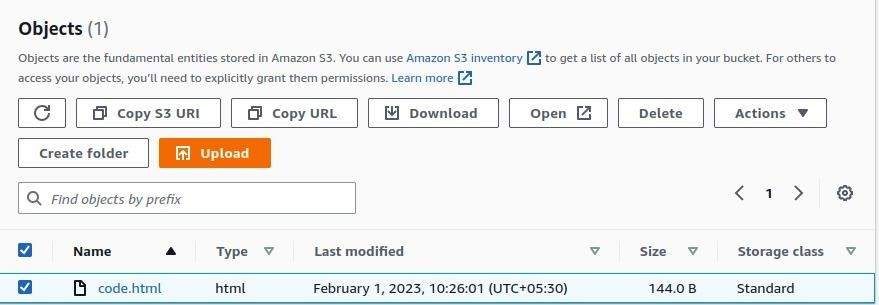 Objects (1)
Objects are the fundamental entities stored in Amazon S3. You can use Amazon S3 inventory to get a list of all objects in your bucket. For others to
access your objects, you'll need to explicitly grant them permissions. Learn more
Copy S3 URI Copy URL Download Open Delete Actions
Create folder Upload
Find objects by prefix 1
Name Type Last modified Size Storage class
code.html html February 1, 2023, 10:26:01 (UTC+05:30) 144.0 B Standard